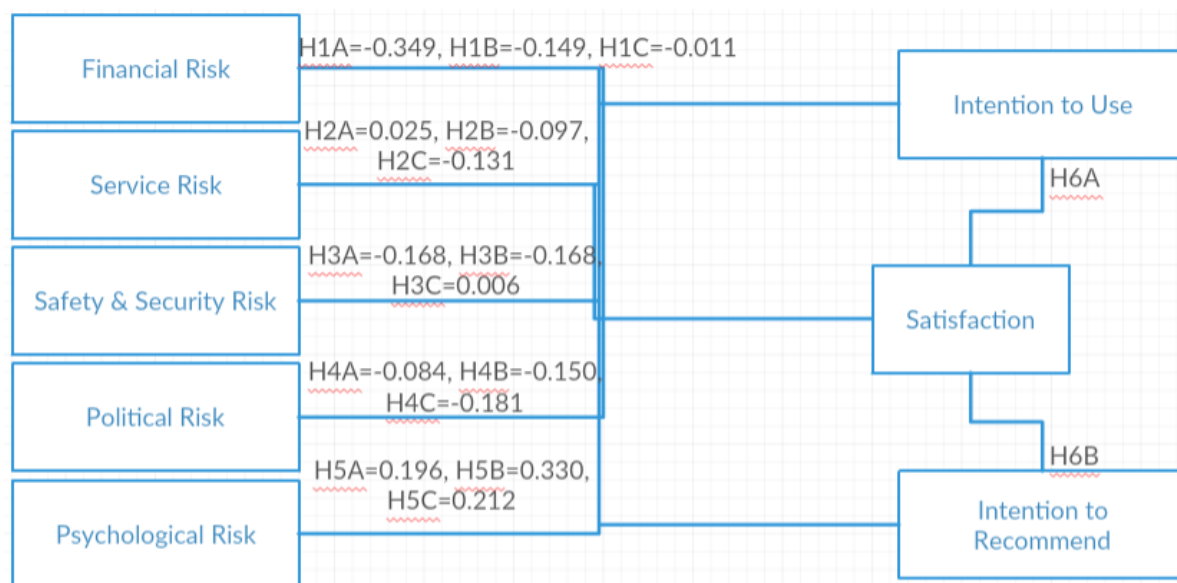 Financial Risk
H1A=-0.349, H1B=-0.149, H1C=-0.011
Intention to Use
Service Risk
H2A=0.025, H2B=-0.097,
H2C=-0.131
H6A
Safety & Security Risk
H3A=-0.168, H3B=-0.168,
H3C=0.006
Satisfaction
Political Risk
H4A=-0.084, H4B=-0.150,
H4C=-0.181
H6B
Psychological Risk
H5A=0.196, H5B=0.330,
H5C=0.212
Intention to
Recommend